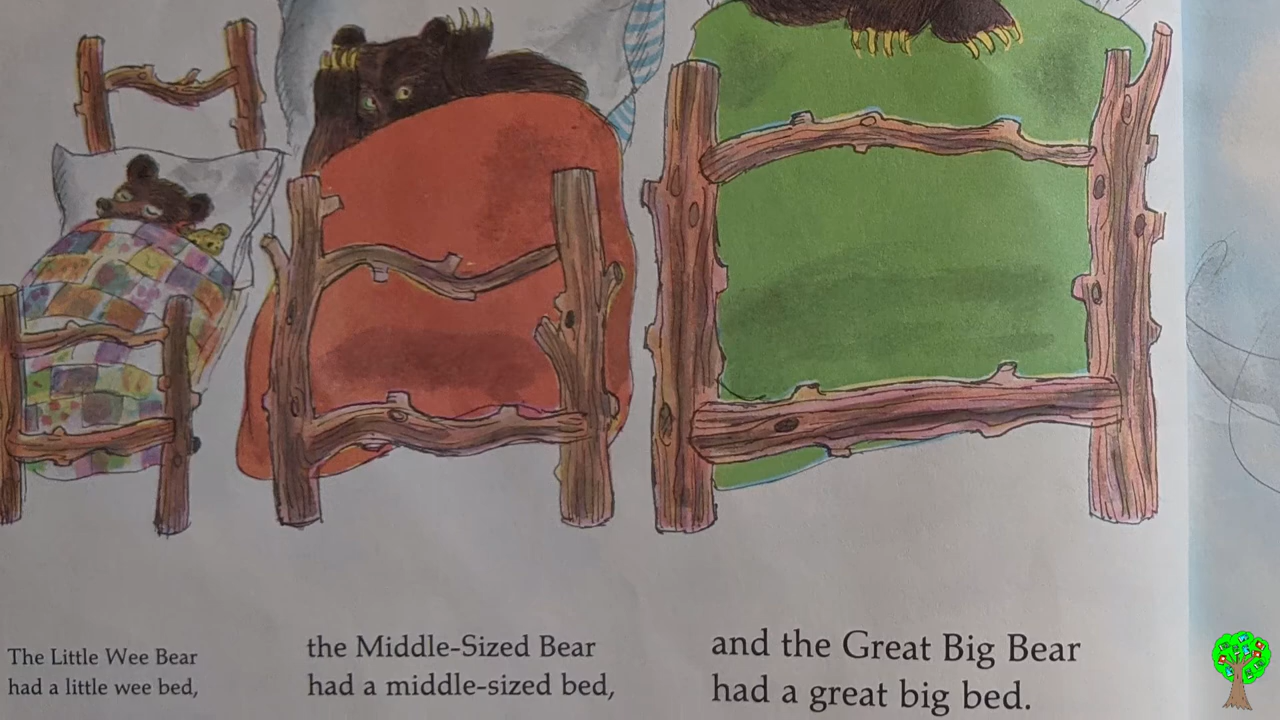 The Little Wee Bear
had a little wee bed,
the Middle-Sized Bear
had a middle-sized bed,
and the Great Big Bear
had a great big bed.